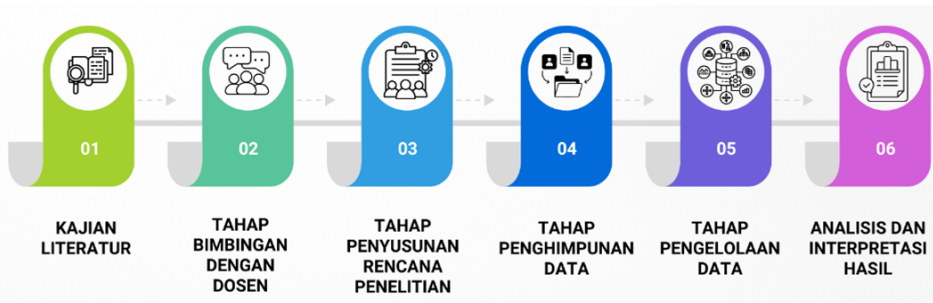 01
02
03
04
05
06
KAJIAN
LITERATUR
TAHAP
BIMBINGAN
DENGAN
DOSEN
TAHAP
PENYUSUNAN
RENCANA
PENELITIAN
TAHAP
PENGHIMPUNAN
DATA
TAHAP
PENGELOLAAN
DATA
ANALISIS DAN
INTERPRETASI
HASIL